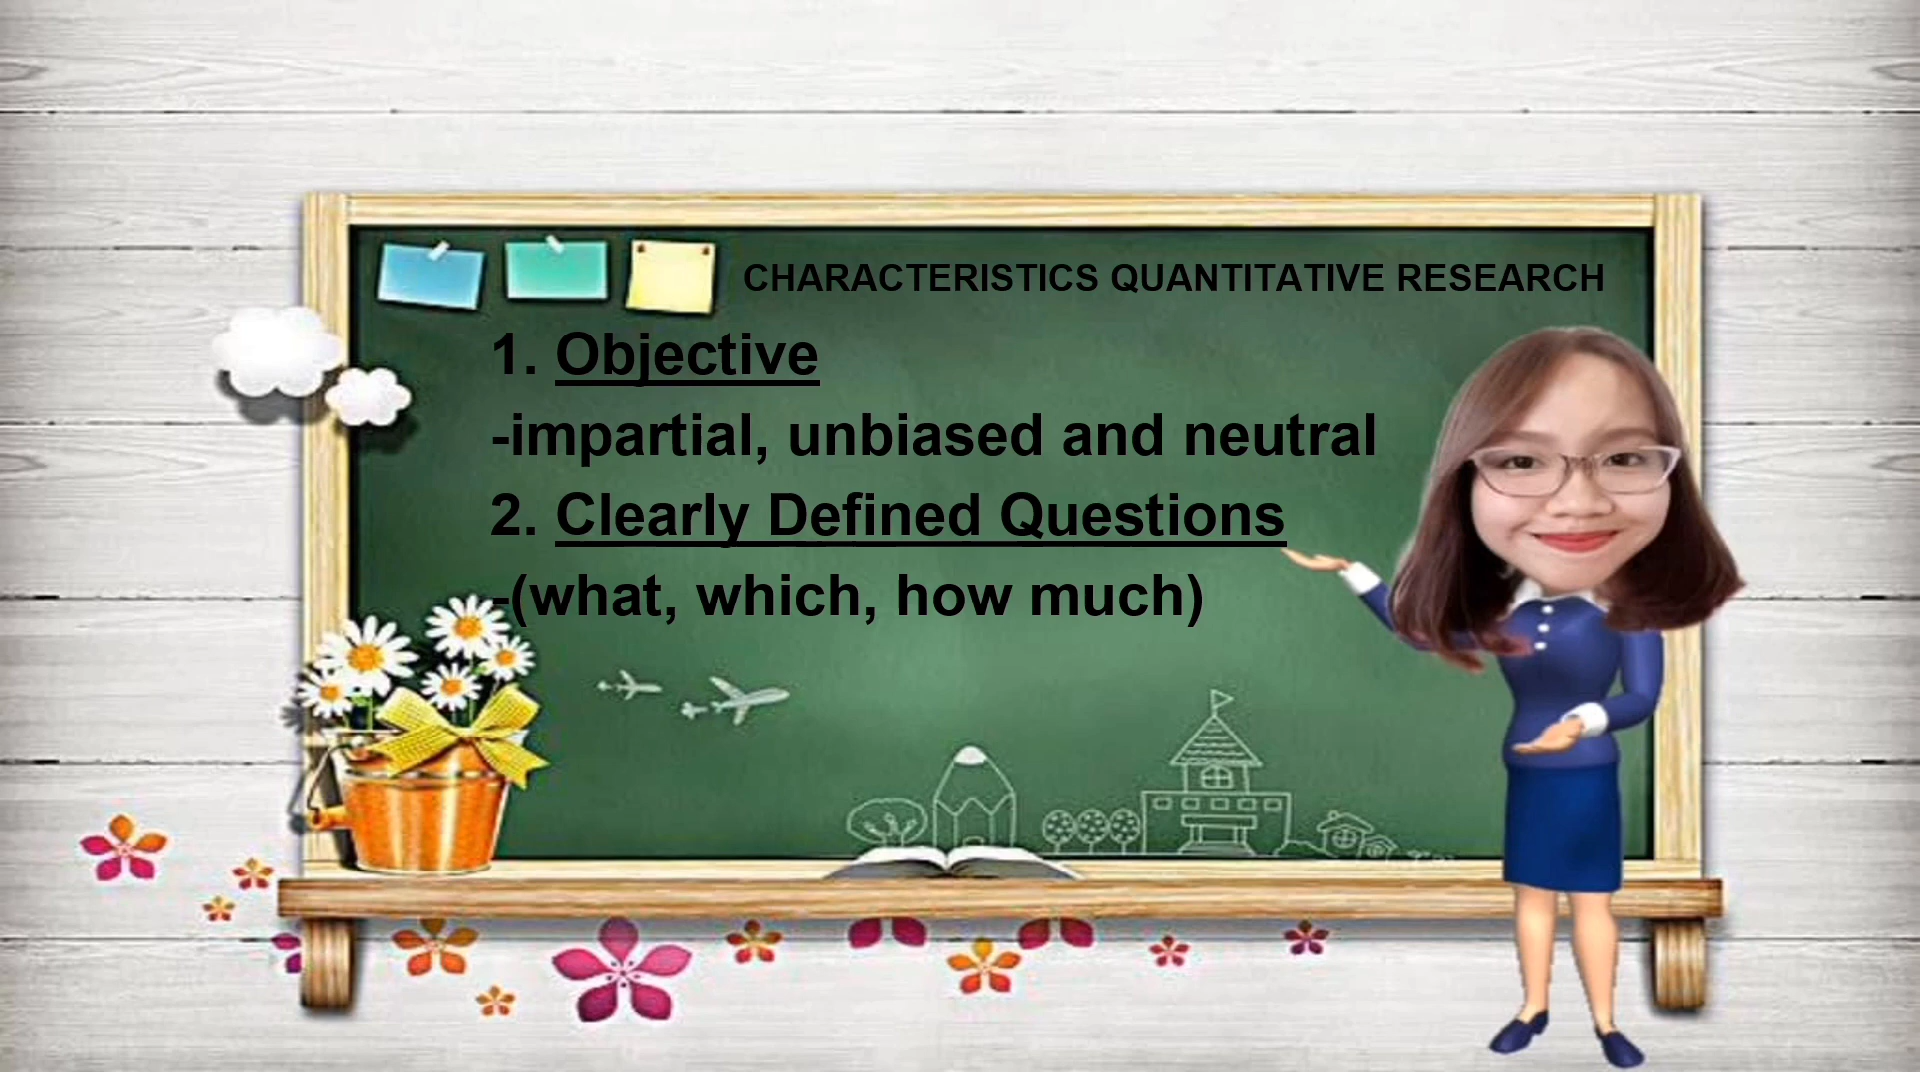 CHARACTERISTICS QUANTITATIVE RESEARCH
1. Objective
-impartial, unbiased and neutral
2. Clearly Defined Questions
-(what, which, how much)